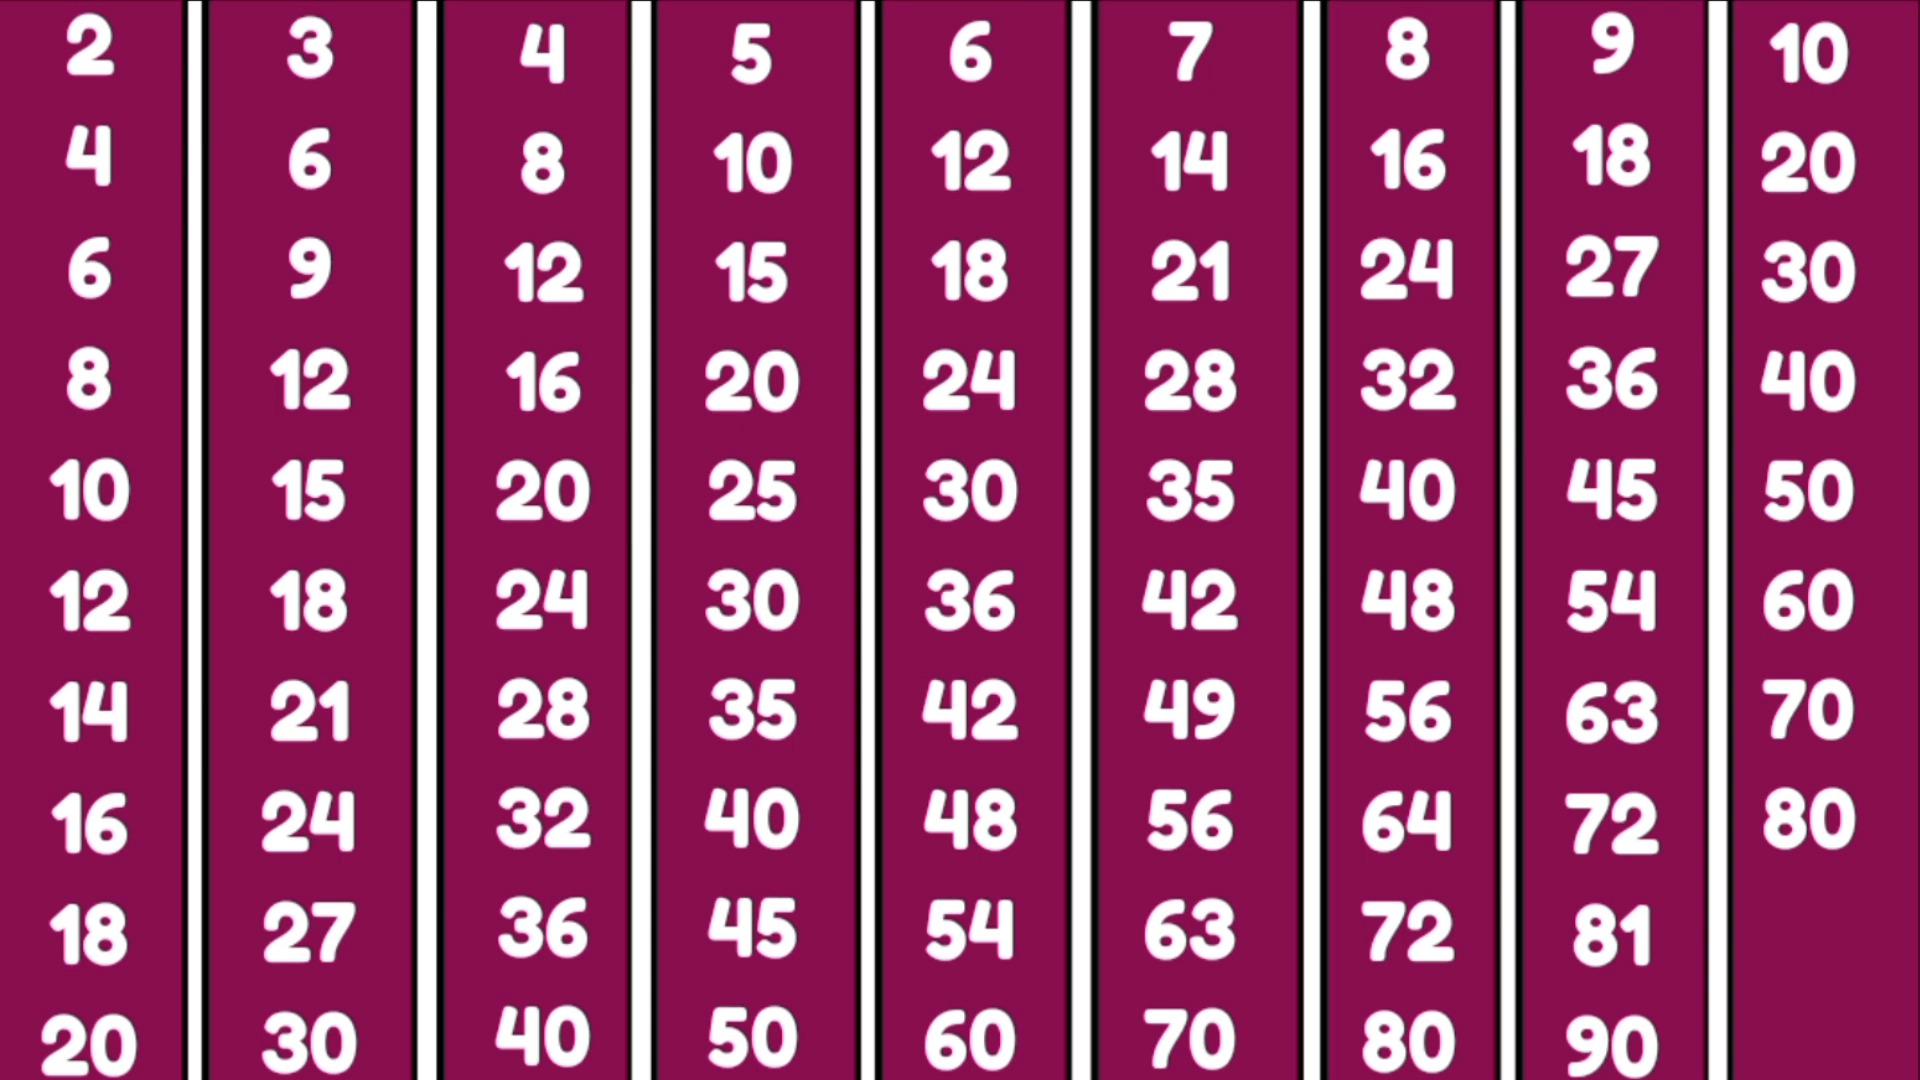 2 3 4 5 6 7 8 9 10
4 6 8 10 12 14 16 18 20
6 9 12 15 18 21 24 27 30
8 12 16 20 24 28 32 36 40
10 15 20 25 30 35 40 45 50
12 18 24 30 36 42 48 54 60
14 21 28 35 42 49 56 63 70
16 24 32 40 48 56 64 72 80
18 27 36 45 54 63 72 81
20 30 40 50 60 70 80 90